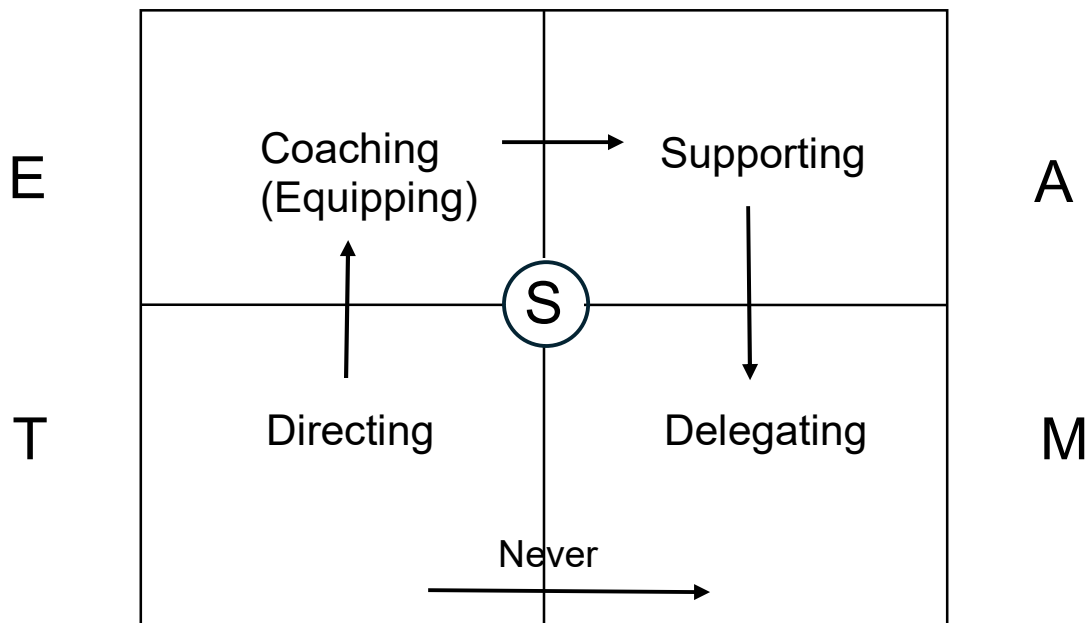 E
Coaching
(Equipping)
Supporting
A
S
T
Directing
Delegating
M
Never